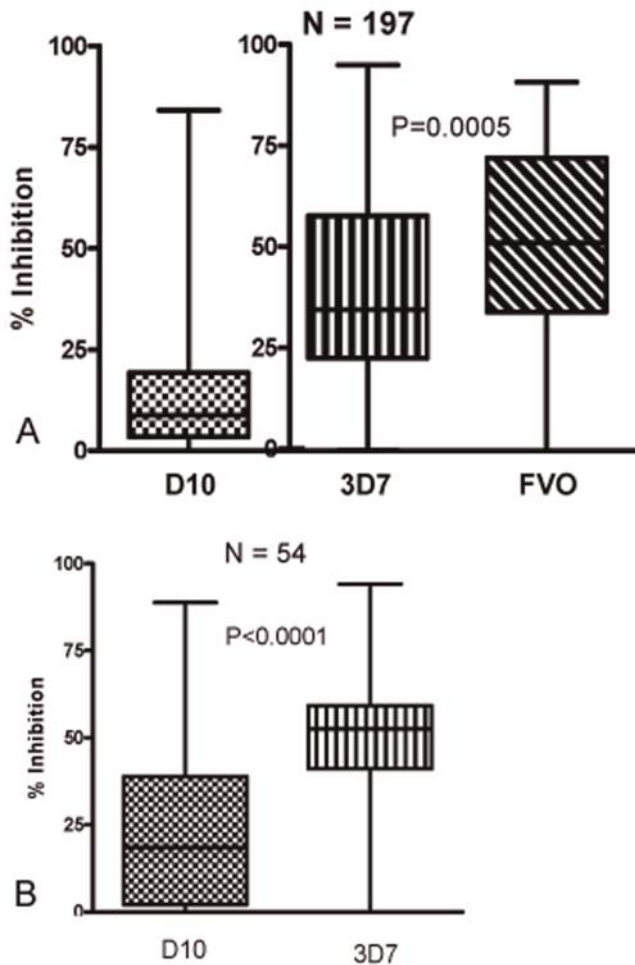 N = 197
100
75
50
25
0
% Inhibition
A
100
75
50
25
0
P=0.0005
D10
3D7
FVO
N = 54
100
75
50
25
0
% Inhibition
P<0.0001
B
D10
3D7